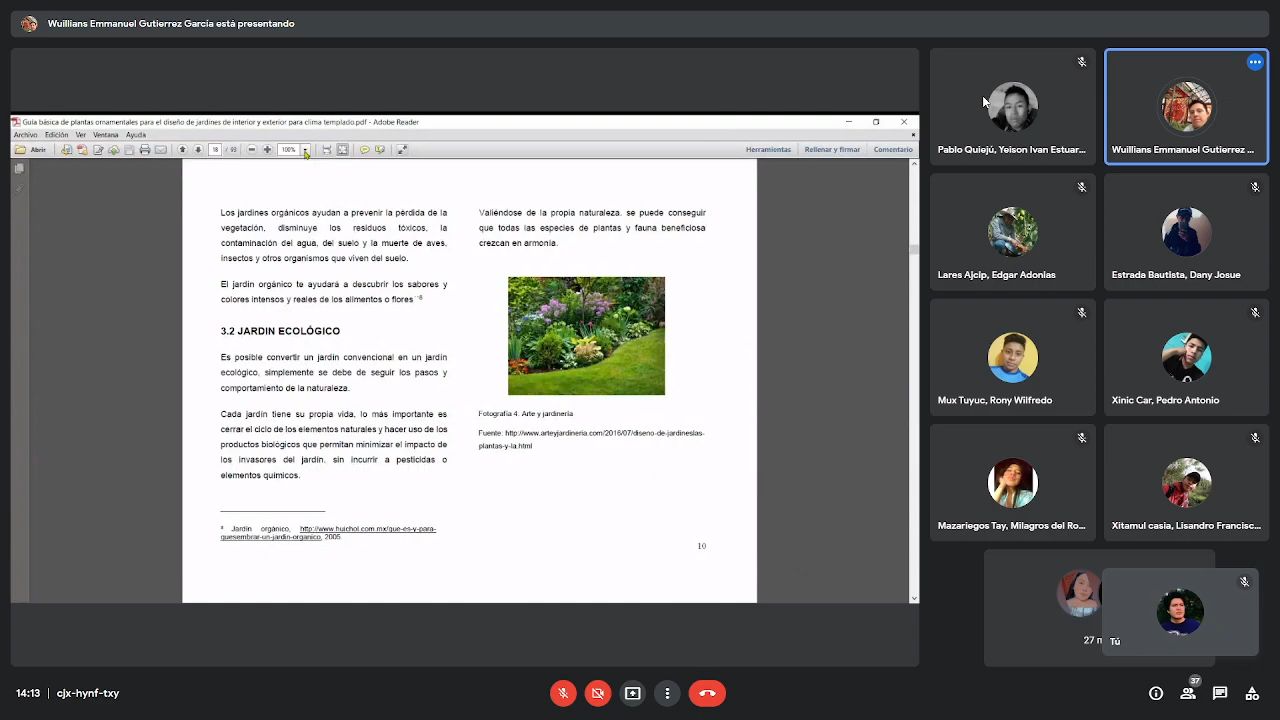 Wuillians Emmanuel Gutierrez García está presentando
Guía básica de plantas ornamentales para el diseño de jardines de interior y exterior para clima templado.pdf - Adobe Reader
Archivo Edición Ver Ventana Ayuda
Abrir 18 / 93 100% Herramientas Rellenar y firmar Comentario
Los jardines orgánicos ayudan a prevenir la pérdida de la
vegetación, disminuye los residuos tóxicos, la
contaminación del agua, del suelo y la muerte de aves,
insectos y otros organismos que viven del suelo.
El jardín orgánico te ayudará a descubrir los sabores y
colores intensos y reales de los alimentos o flores¨⁸
3.2 JARDIN ECOLÓGICO
Es posible convertir un jardín convencional en un jardín
ecológico, simplemente se debe de seguir los pasos y
comportamiento de la naturaleza.
Cada jardín tiene su propia vida, lo más importante es
cerrar el ciclo de los elementos naturales y hacer uso de los
productos biológicos que permitan minimizar el impacto de
los invasores del jardín, sin incurrir a pesticidas o
elementos químicos.
⁸ Jardín orgánico, http://www.huichol.com.mx/que-es-y-para-
quesembrar-un-jardin-organico, 2005
Valiéndose de la propia naturaleza, se puede conseguir
que todas las especies de plantas y fauna beneficiosa
crezcan en armonía.
Fotografía 4: Arte y jardinería
Fuente: http://www.arteyjardineria.com/2016/07/diseno-de-jardineslas-
plantas-y-la.html
10
Pablo Quiejú, Yeison Ivan Estuar...
Wuillians Emmanuel Gutierrez ...
Lares Ajcip, Edgar Adonias
Estrada Bautista, Dany Josue
Mux Tuyuc, Rony Wilfredo
Xinic Car, Pedro Antonio
Mazariegos Tay, Milagros del Ro...
Xiamul casia, Lisandro Francisc...
27 m
Tú
14:13 cjx-hynf-txy
37